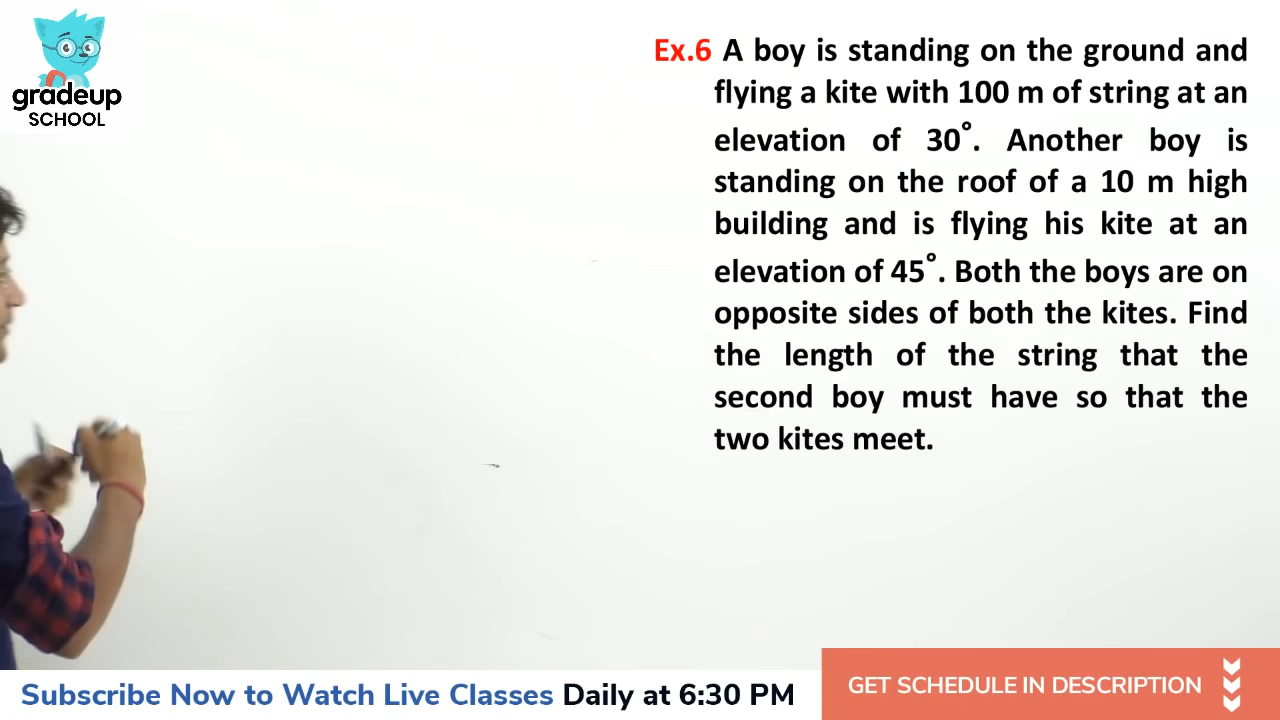 gradeup
SCHOOL
Ex.6 A boy is standing on the ground and
flying a kite with 100 m of string at an
elevation of 30°. Another boy is
standing on the roof of a 10 m high
building and is flying his kite at an
elevation of 45°. Both the boys are on
opposite sides of both the kites. Find
the length of the string that the
second boy must have so that the
two kites meet.
Subscribe Now to Watch Live Classes Daily at 6:30 PM
GET SCHEDULE IN DESCRIPTION